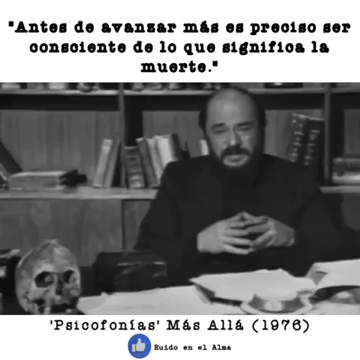 "Antes de avanzar más es preciso ser
consciente de lo que significa la
muerte."
'Psicofonías' Más Allá (1976)
Ruido en el Alma